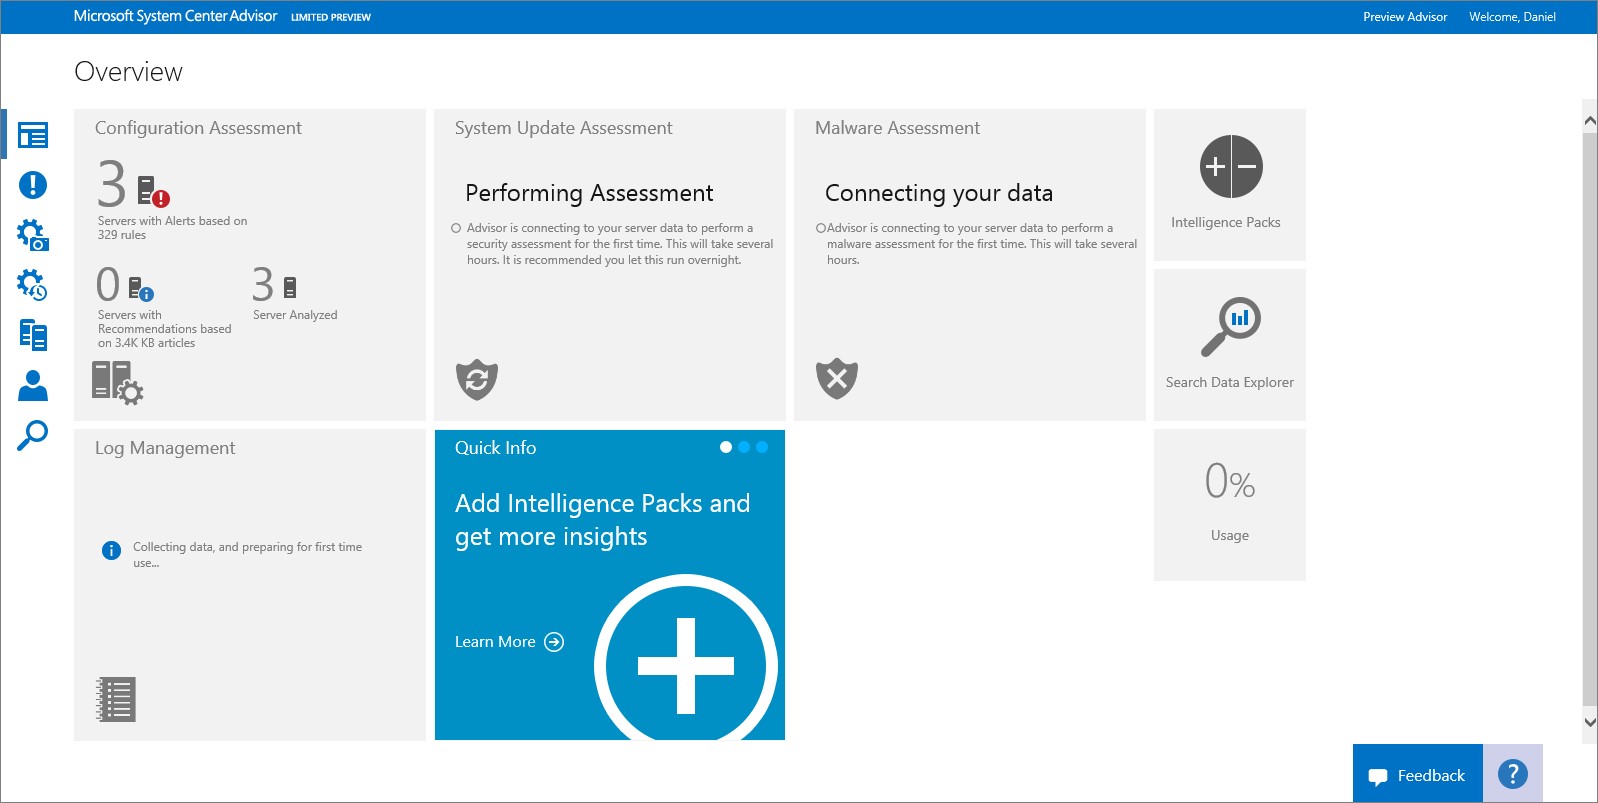 Microsoft System Center Advisor LIMITED PREVIEW
Preview Advisor Welcome, Daniel
Overview
Configuration Assessment
3
Servers with Alerts based on
329 rules
0
Servers with
Recommendations based
on 3.4K KB articles
3
Server Analyzed
System Update Assessment
Performing Assessment
Advisor is connecting to your server data to perform a
security assessment for the first time. This will take several
hours. It is recommended you let this run overnight.
Malware Assessment
Connecting your data
Advisor is connecting to your server data to perform a
malware assessment for the first time. This will take several
hours.
Intelligence Packs
Search Data Explorer
Log Management
Collecting data, and preparing for first time
use...
Quick Info
Add Intelligence Packs and
get more insights
Learn More
0%
Usage
Feedback
?